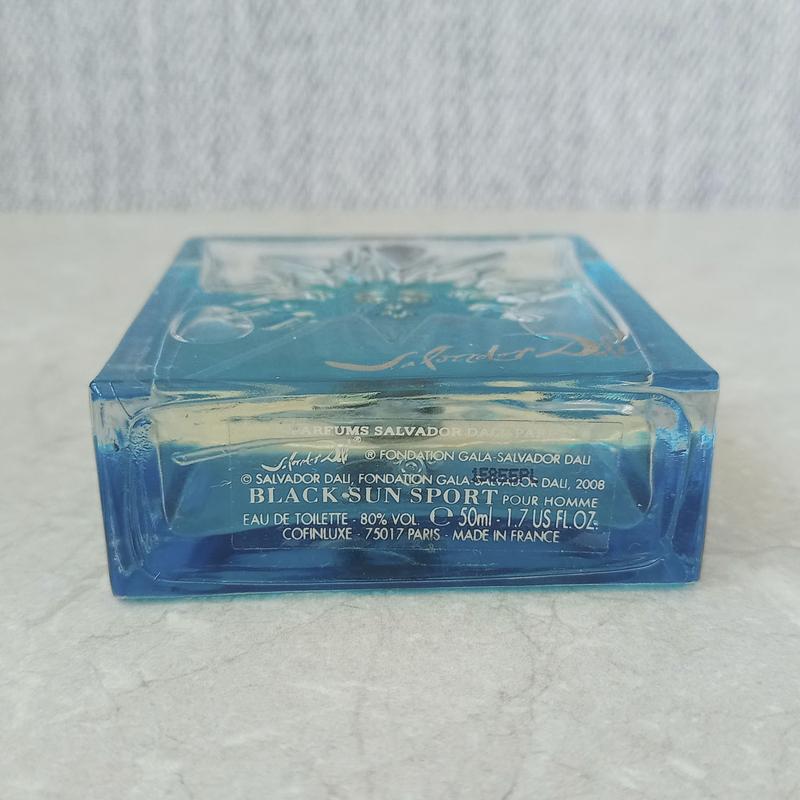 Salvador Dali
PARFUMS SALVADOR DALI PARIS
Salvador Dali ® FONDATION GALA-SALVADOR DALI
© SALVADOR DALI, FONDATION GALA-SALVADOR DALI, 2008
BLACK SUN SPORT POUR HOMME
EAU DE TOILETTE - 80% VOL. ℮ 50ml - 1.7 US FL.OZ.
COFINLUXE - 75017 PARIS - MADE IN FRANCE